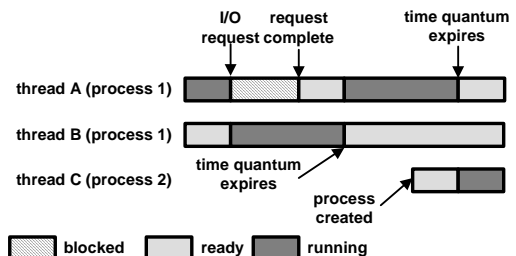 I/O
request
request
complete
time quantum
expires
thread A (process 1)
thread B (process 1)
time quantum
expires
thread C (process 2)
process
created
blocked
ready
running